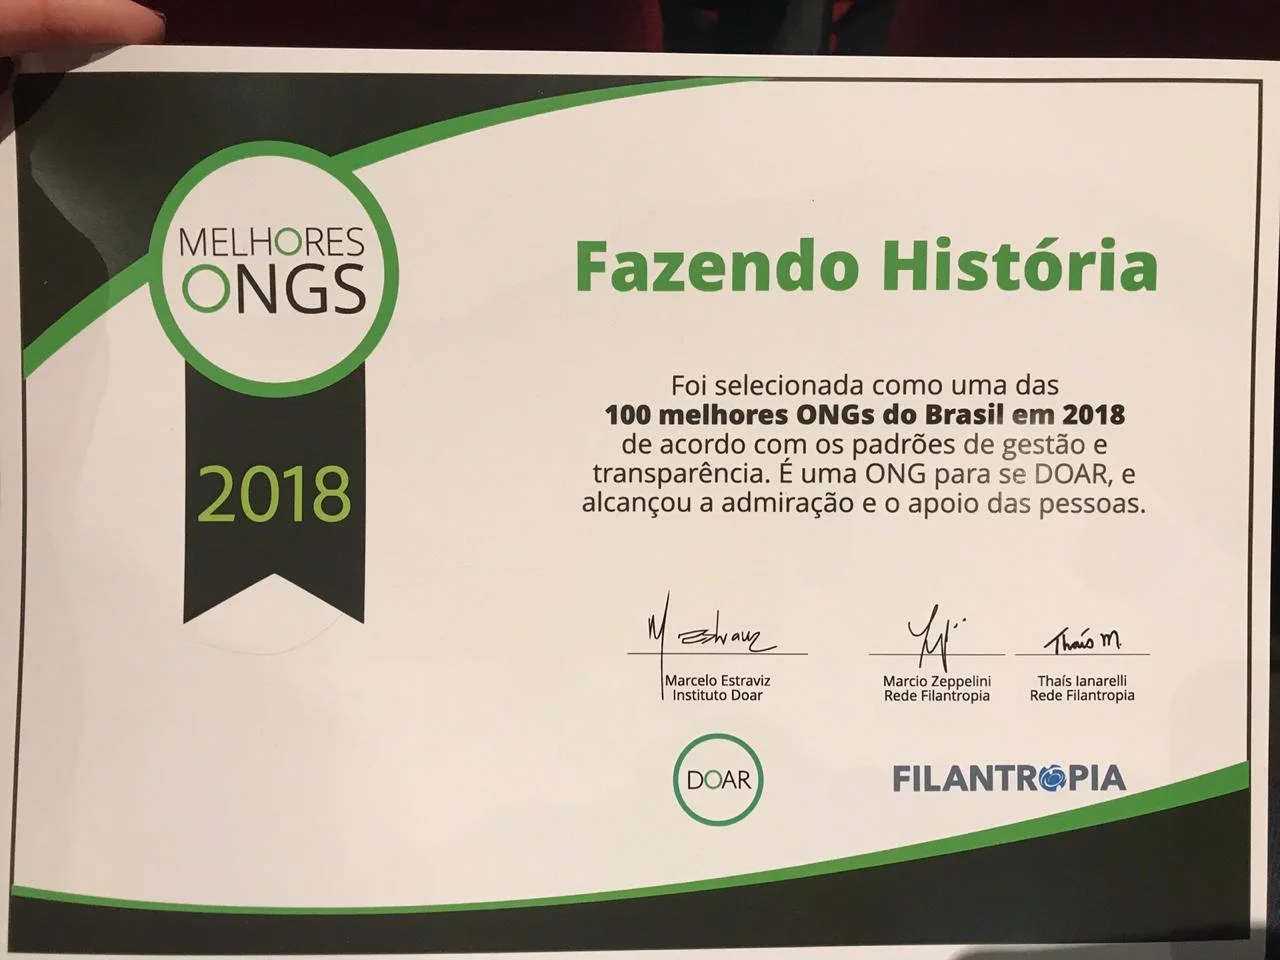 MELHORES
ONGS
2018
Fazendo História
Foi selecionada como uma das
100 melhores ONGs do Brasil em 2018
de acordo com os padrões de gestão e
transparência. É uma ONG para se DOAR, e
alcançou a admiração e o apoio das pessoas.
M Estraviz
Thaís M.
Marcelo Estraviz
Instituto Doar
Marcio Zeppelini
Rede Filantropia
Thaís Ianarelli
Rede Filantropia
DOAR
FILANTROPIA